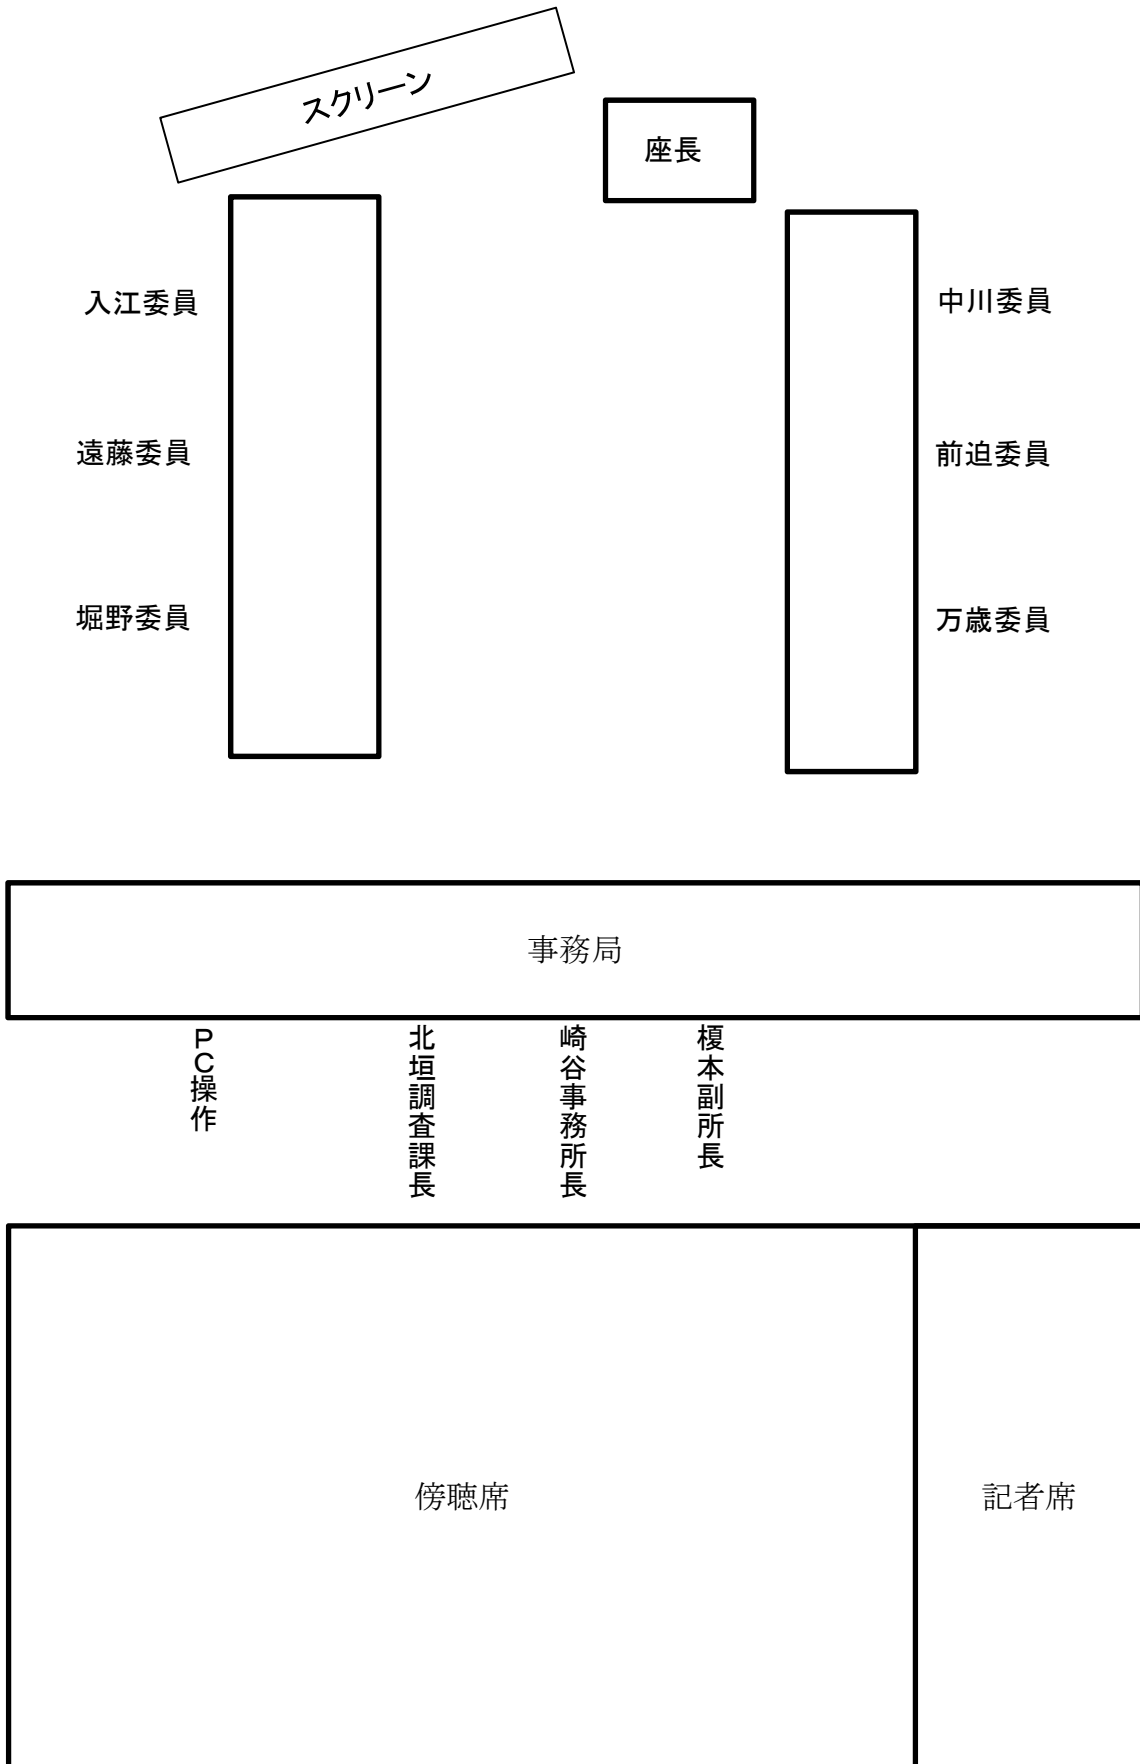 スクリーン
座長
入江委員
中川委員
遠藤委員
前迫委員
堀野委員
万歳委員
事務局
ＰＣ操作
北垣調査課長
崎谷事務所長
榎本副所長
傍聴席
記者席